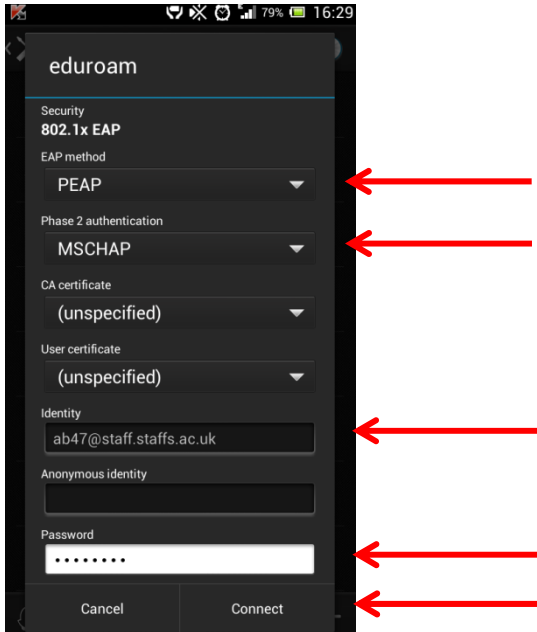 79% 16:29
eduroam
Security
802.1x EAP
EAP method
PEAP
Phase 2 authentication
MSCHAP
CA certificate
(unspecified)
User certificate
(unspecified)
Identity
ab47@staff.staffs.ac.uk
Anonymous identity
Password
••••••••
Cancel Connect